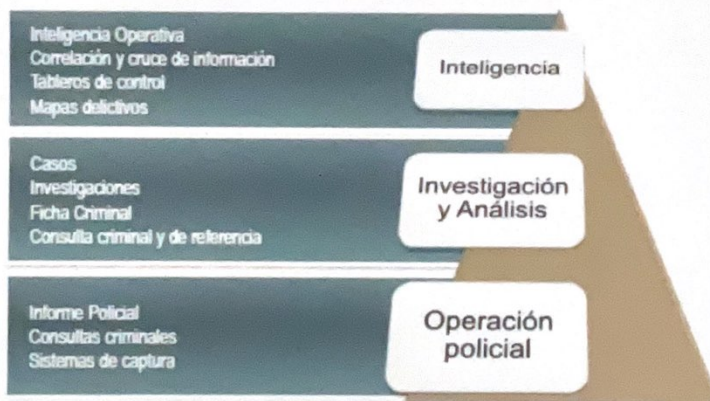 Inteligencia Operativa
Correlación y cruce de información
Tableros de control
Mapas delictivos
Inteligencia
Casos
Investigaciones
Ficha Criminal
Consulta criminal y de referencia
Investigación
y Análisis
Informe Policial
Consultas criminales
Sistemas de captura
Operación
policial